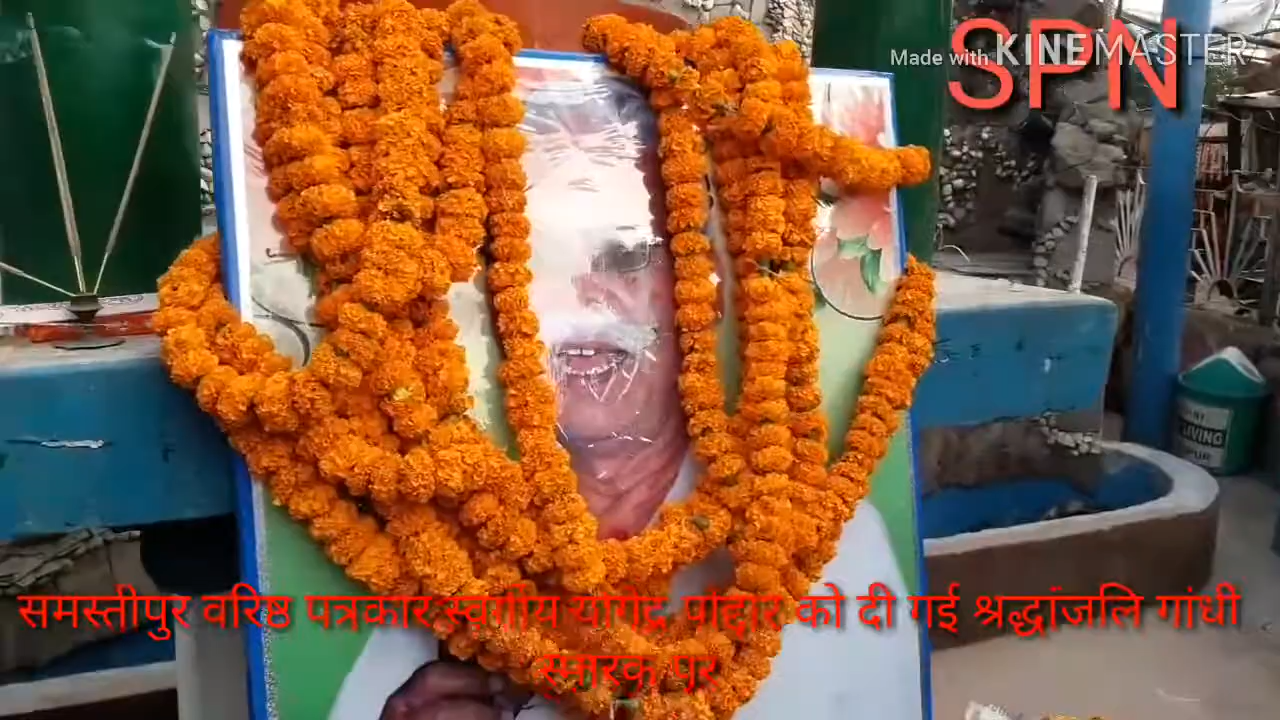 SPN
Made with KINEMASTER
LIVING
समस्तीपुर वरिष्ठ पत्रकार स्वर्गीय योगेंद्र पोद्दार को दी गई श्रद्धांजलि गांधी
स्मारक पर